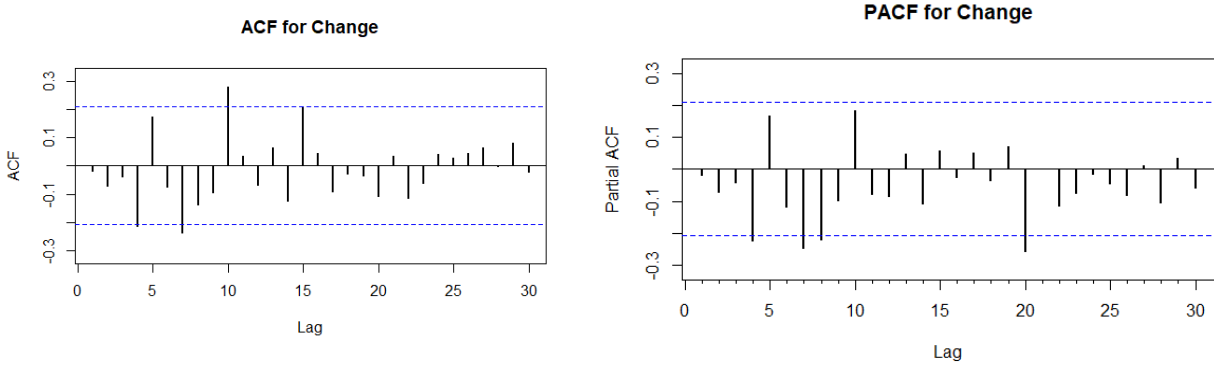 ACF for Change
ACF
0.3
0.1
-0.1
-0.3
0 5 10 15 20 25 30
Lag
PACF for Change
Partial ACF
0.3
0.1
-0.1
-0.3
0 5 10 15 20 25 30
Lag